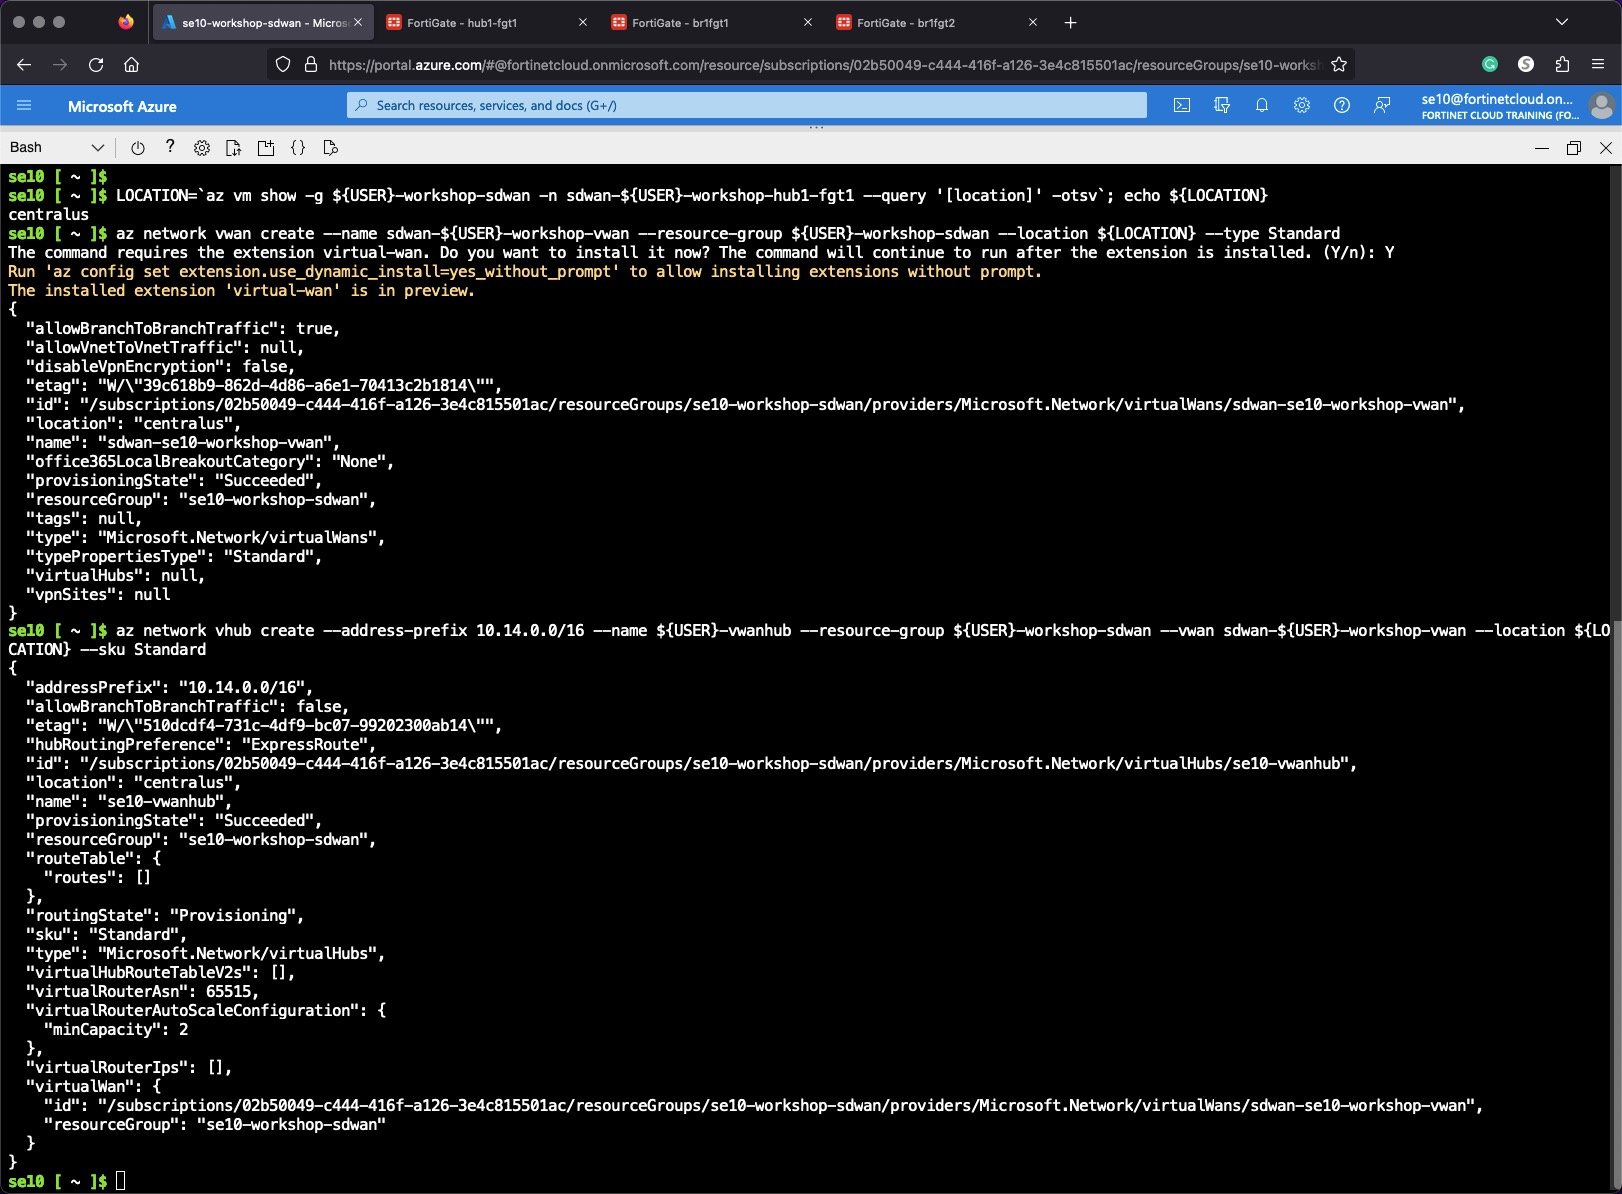 se10-workshop-sdwan - Micros
FortiGate - hub1-fgt1
FortiGate - br1fgt1
FortiGate - br1fgt2
https://portal.azure.com/#@fortinetcloud.onmicrosoft.com/resource/subscriptions/02b50049-c444-416f-a126-3e4c815501ac/resourceGroups/se10-worksh
Microsoft Azure
Search resources, services, and docs (G+/)
se10@fortinetcloud.on...
FORTINET CLOUD TRAINING (FO...
Bash
se10 [ ~ ]$
se10 [ ~ ]$ LOCATION=`az vm show -g ${USER}-workshop-sdwan -n sdwan-${USER}-workshop-hub1-fgt1 --query '[location]' -otsv`; echo ${LOCATION}
centralus
se10 [ ~ ]$ az network vwan create --name sdwan-${USER}-workshop-vwan --resource-group ${USER}-workshop-sdwan --location ${LOCATION} --type Standard
The command requires the extension virtual-wan. Do you want to install it now? The command will continue to run after the extension is installed. (Y/n): Y
Run 'az config set extension.use_dynamic_install=yes_without_prompt' to allow installing extensions without prompt.
The installed extension 'virtual-wan' is in preview.
{
  "allowBranchToBranchTraffic": true,
  "allowVnetToVnetTraffic": null,
  "disableVpnEncryption": false,
  "etag": "W/\"39c618b9-862d-4d86-a6e1-70413c2b1814\"",
  "id": "/subscriptions/02b50049-c444-416f-a126-3e4c815501ac/resourceGroups/se10-workshop-sdwan/providers/Microsoft.Network/virtualWans/sdwan-se10-workshop-vwan",
  "location": "centralus",
  "name": "sdwan-se10-workshop-vwan",
  "office365LocalBreakoutCategory": "None",
  "provisioningState": "Succeeded",
  "resourceGroup": "se10-workshop-sdwan",
  "tags": null,
  "type": "Microsoft.Network/virtualWans",
  "typePropertiesType": "Standard",
  "virtualHubs": null,
  "vpnSites": null
}
se10 [ ~ ]$ az network vhub create --address-prefix 10.14.0.0/16 --name ${USER}-vwanhub --resource-group ${USER}-workshop-sdwan --vwan sdwan-${USER}-workshop-vwan --location ${LO
CATION} --sku Standard
{
  "addressPrefix": "10.14.0.0/16",
  "allowBranchToBranchTraffic": false,
  "etag": "W/\"510dcdf4-731c-4df9-bc07-99202300ab14\"",
  "hubRoutingPreference": "ExpressRoute",
  "id": "/subscriptions/02b50049-c444-416f-a126-3e4c815501ac/resourceGroups/se10-workshop-sdwan/providers/Microsoft.Network/virtualHubs/se10-vwanhub",
  "location": "centralus",
  "name": "se10-vwanhub",
  "provisioningState": "Succeeded",
  "resourceGroup": "se10-workshop-sdwan",
  "routeTable": {
    "routes": []
  },
  "routingState": "Provisioning",
  "sku": "Standard",
  "type": "Microsoft.Network/virtualHubs",
  "virtualHubRouteTableV2s": [],
  "virtualRouterAsn": 65515,
  "virtualRouterAutoScaleConfiguration": {
    "minCapacity": 2
  },
  "virtualRouterIps": [],
  "virtualWan": {
    "id": "/subscriptions/02b50049-c444-416f-a126-3e4c815501ac/resourceGroups/se10-workshop-sdwan/providers/Microsoft.Network/virtualWans/sdwan-se10-workshop-vwan",
    "resourceGroup": "se10-workshop-sdwan"
  }
}
se10 [ ~ ]$